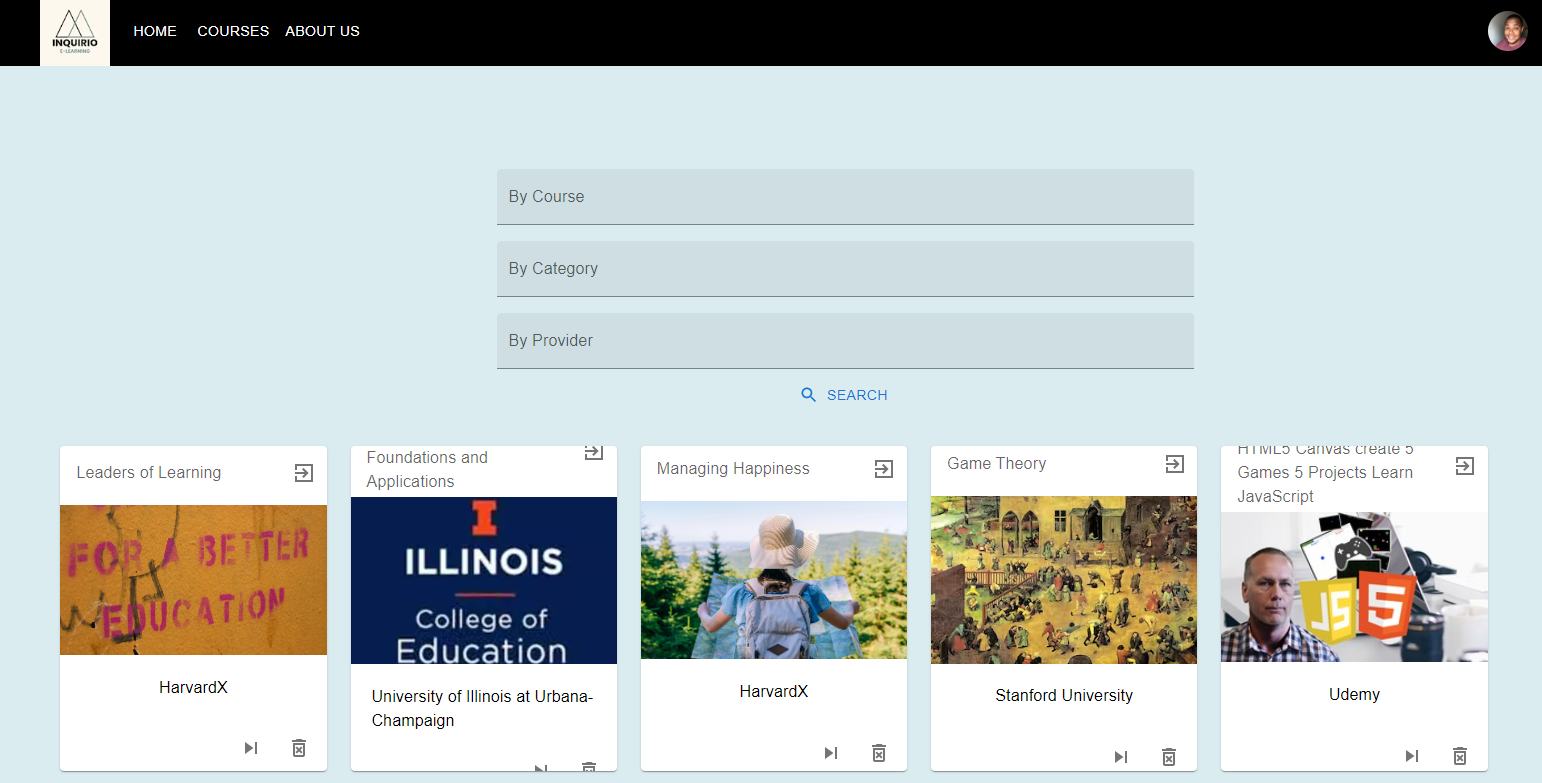 INQUIRIO
E-LEARNING
HOME COURSES ABOUT US
By Course
By Category
By Provider
SEARCH
Leaders of Learning
FOR A BETTER
EDUCATION
HarvardX
Foundations and
Applications
I
ILLINOIS
College of
Education
University of Illinois at Urbana-
Champaign
Managing Happiness
HarvardX
Game Theory
Stanford University
HTML5 Canvas create 5
Games 5 Projects Learn
JavaScript
JS 5
Udemy